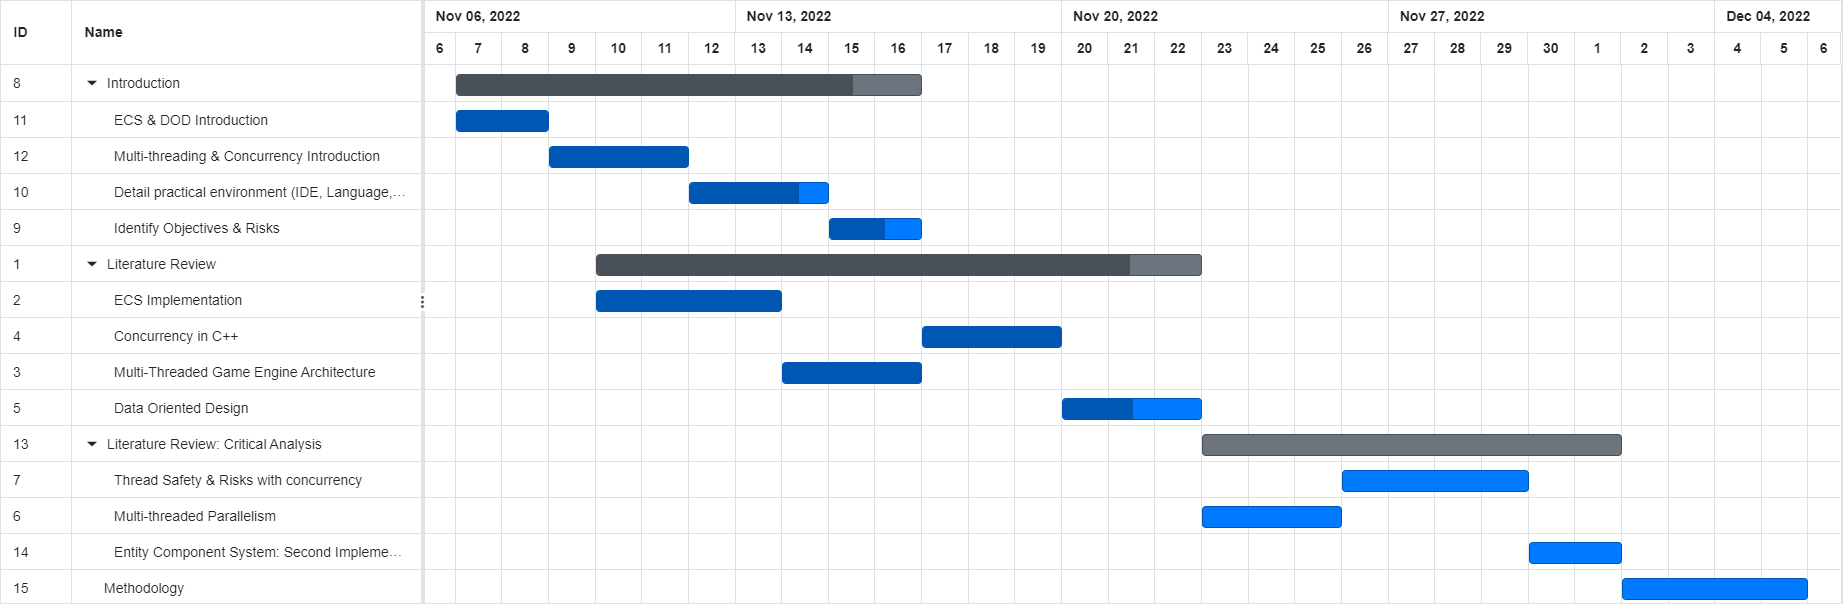 ID Name Nov 06, 2022 Nov 13, 2022 Nov 20, 2022 Nov 27, 2022 Dec 04, 2022
6 7 8 9 10 11 12 13 14 15 16 17 18 19 20 21 22 23 24 25 26 27 28 29 30 1 2 3 4 5 6
8 Introduction
11 ECS & DOD Introduction
12 Multi-threading & Concurrency Introduction
10 Detail practical environment (IDE, Language,...
9 Identify Objectives & Risks
1 Literature Review
2 ECS Implementation
4 Concurrency in C++
3 Multi-Threaded Game Engine Architecture
5 Data Oriented Design
13 Literature Review: Critical Analysis
7 Thread Safety & Risks with concurrency
6 Multi-threaded Parallelism
14 Entity Component System: Second Impleme...
15 Methodology